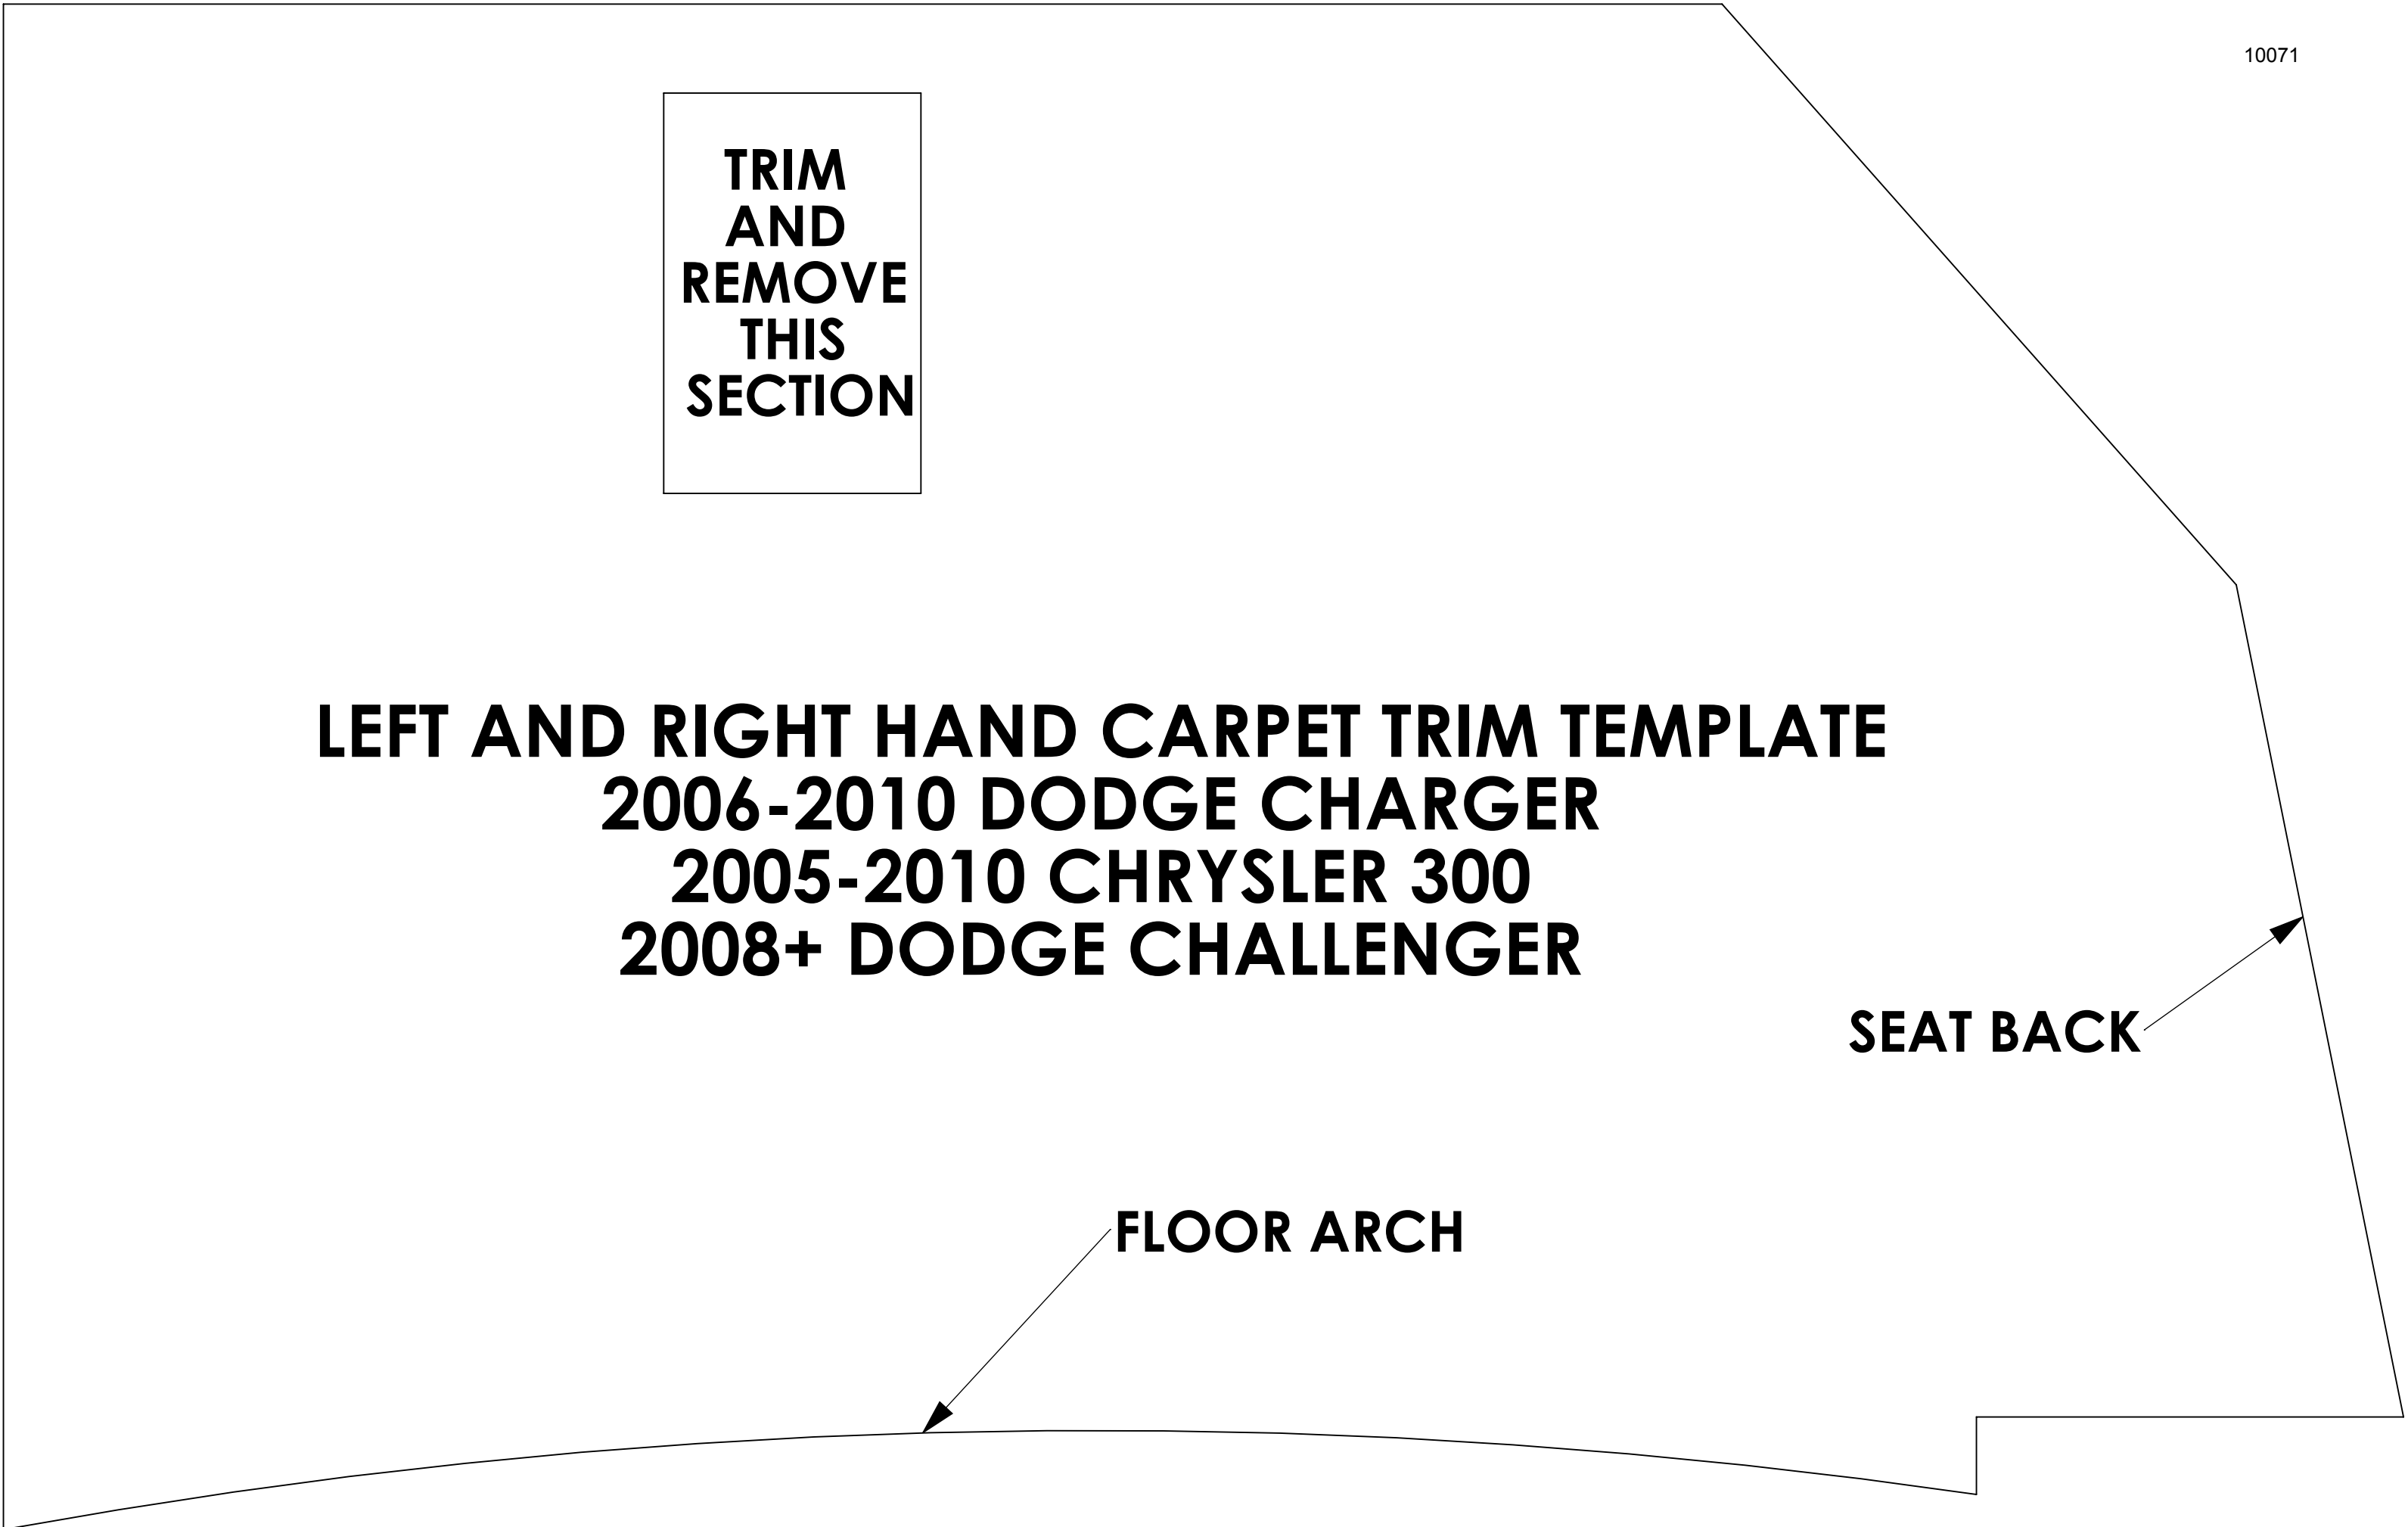 10071
TRIM
AND
REMOVE
THIS
SECTION
LEFT AND RIGHT HAND CARPET TRIM TEMPLATE
2006-2010 DODGE CHARGER
2005-2010 CHRYSLER 300
2008+ DODGE CHALLENGER
SEAT BACK
FLOOR ARCH